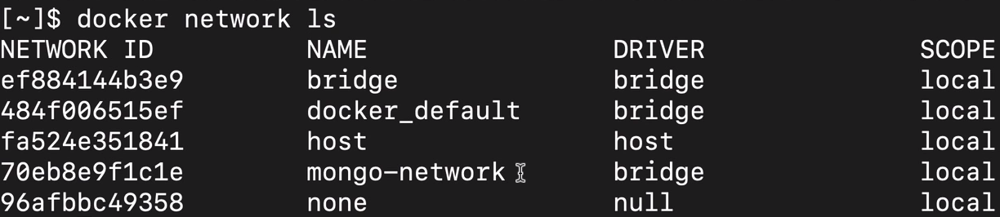 [~]$ docker network ls
NETWORK ID          NAME                DRIVER              SCOPE
ef884144b3e9        bridge              bridge              local
484f006515ef        docker_default      bridge              local
fa524e351841        host                host                local
70eb8e9f1c1e        mongo-network       bridge              local
96afbbc49358        none                null                local